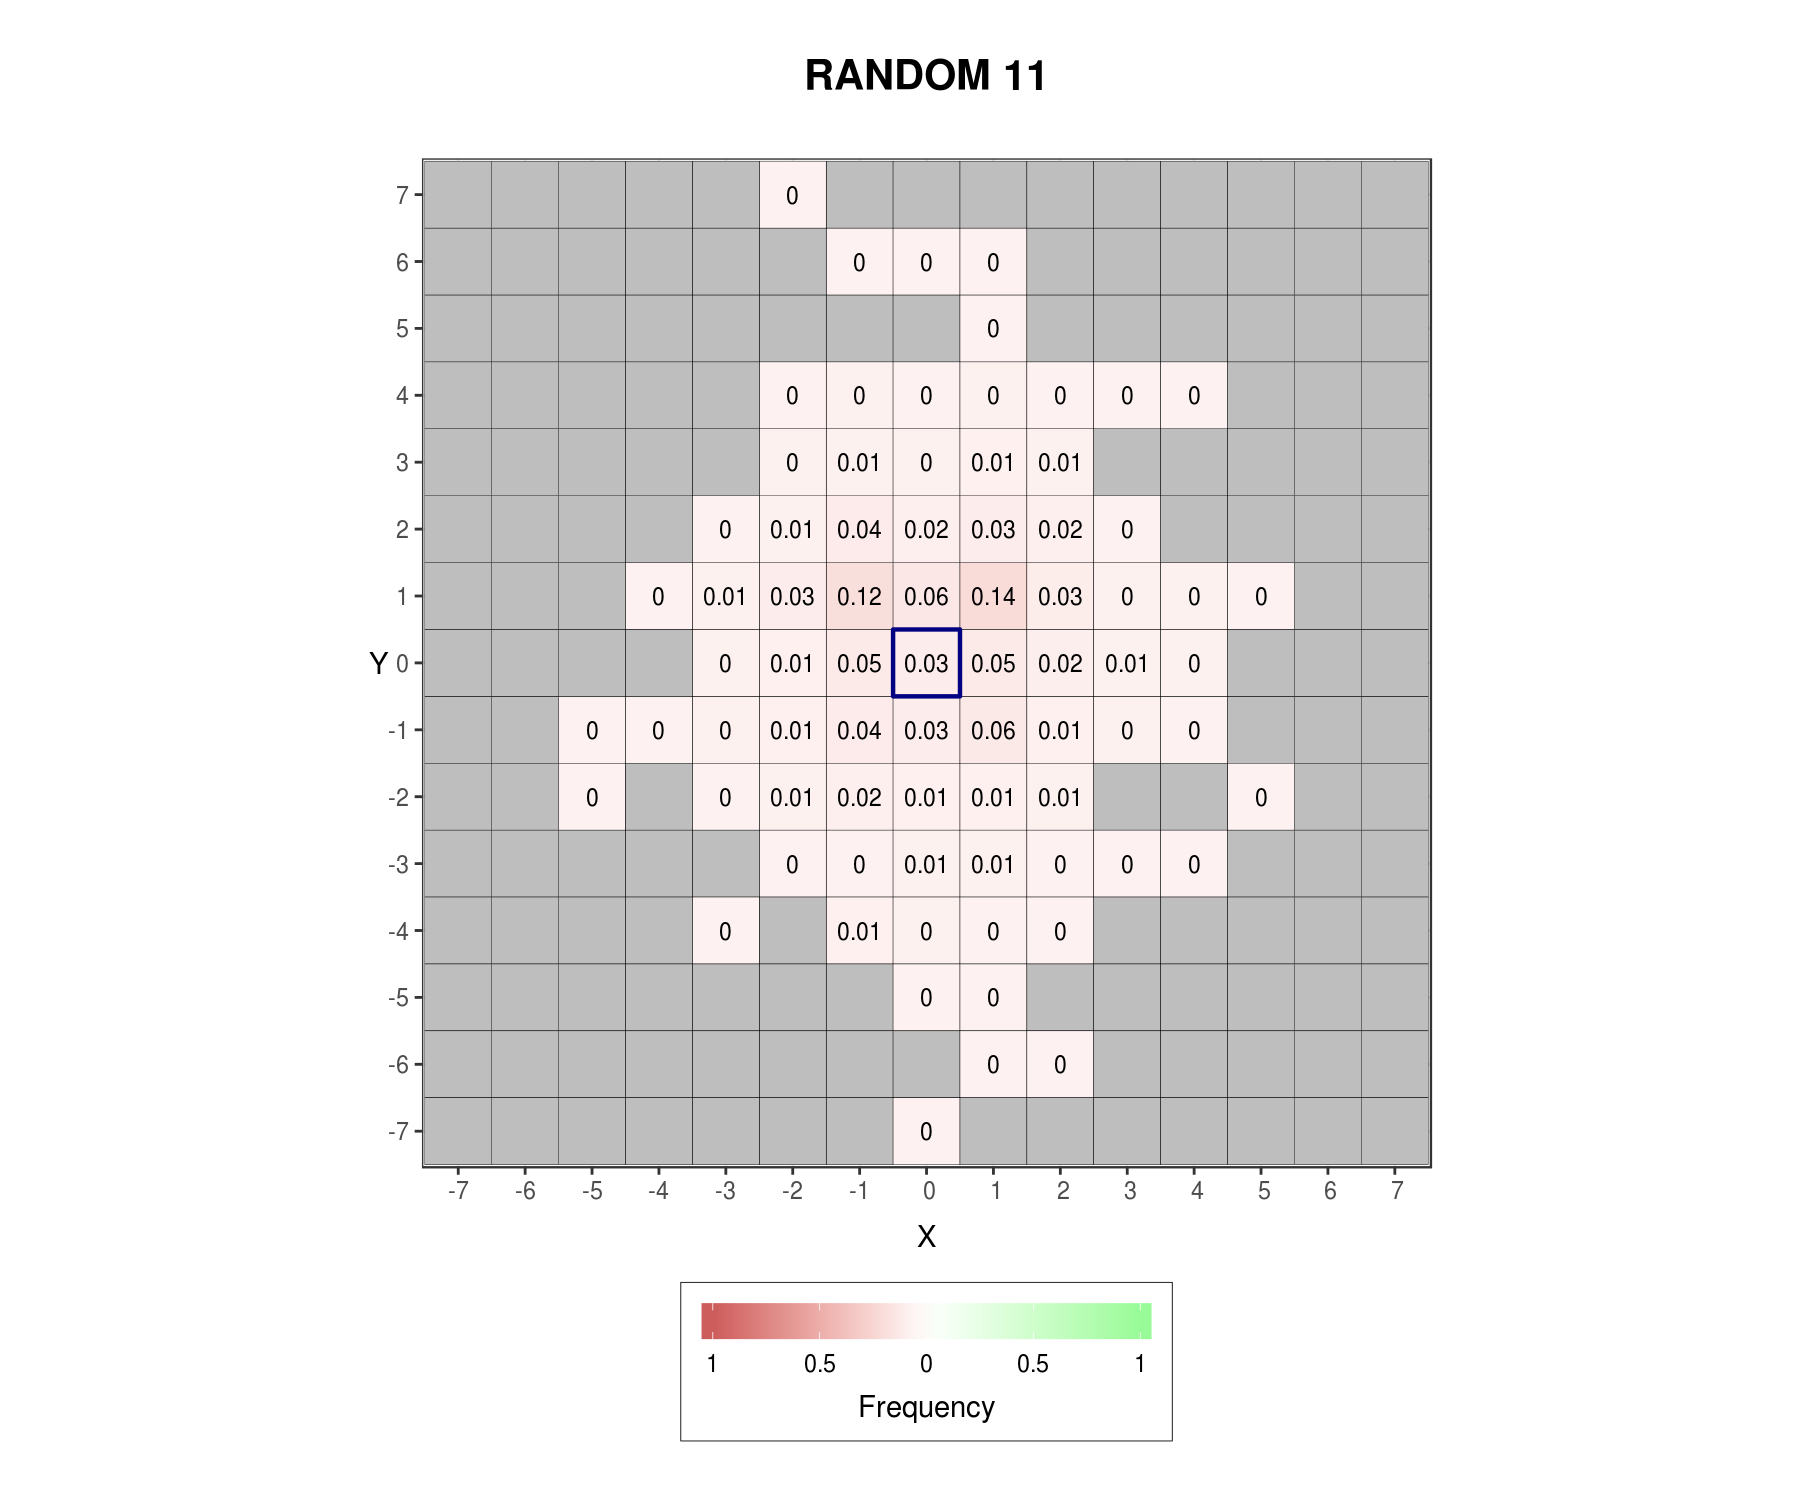 RANDOM 11
7 0
6 0 0 0
5 0
4 0 0 0 0 0 0 0
3 0 0.01 0 0.01 0.01
2 0 0.01 0.04 0.02 0.03 0.02 0
1 0 0.01 0.03 0.12 0.06 0.14 0.03 0 0 0
Y 0 0 0.01 0.05 0.03 0.05 0.02 0.01 0
-1 0 0 0 0.01 0.04 0.03 0.06 0.01 0 0
-2 0 0 0.01 0.02 0.01 0.01 0.01 0
-3 0 0 0.01 0.01 0 0 0
-4 0 0.01 0 0 0
-5 0 0
-6 0 0
-7 0
-7 -6 -5 -4 -3 -2 -1 0 1 2 3 4 5 6 7
X
1 0.5 0 0.5 1
Frequency